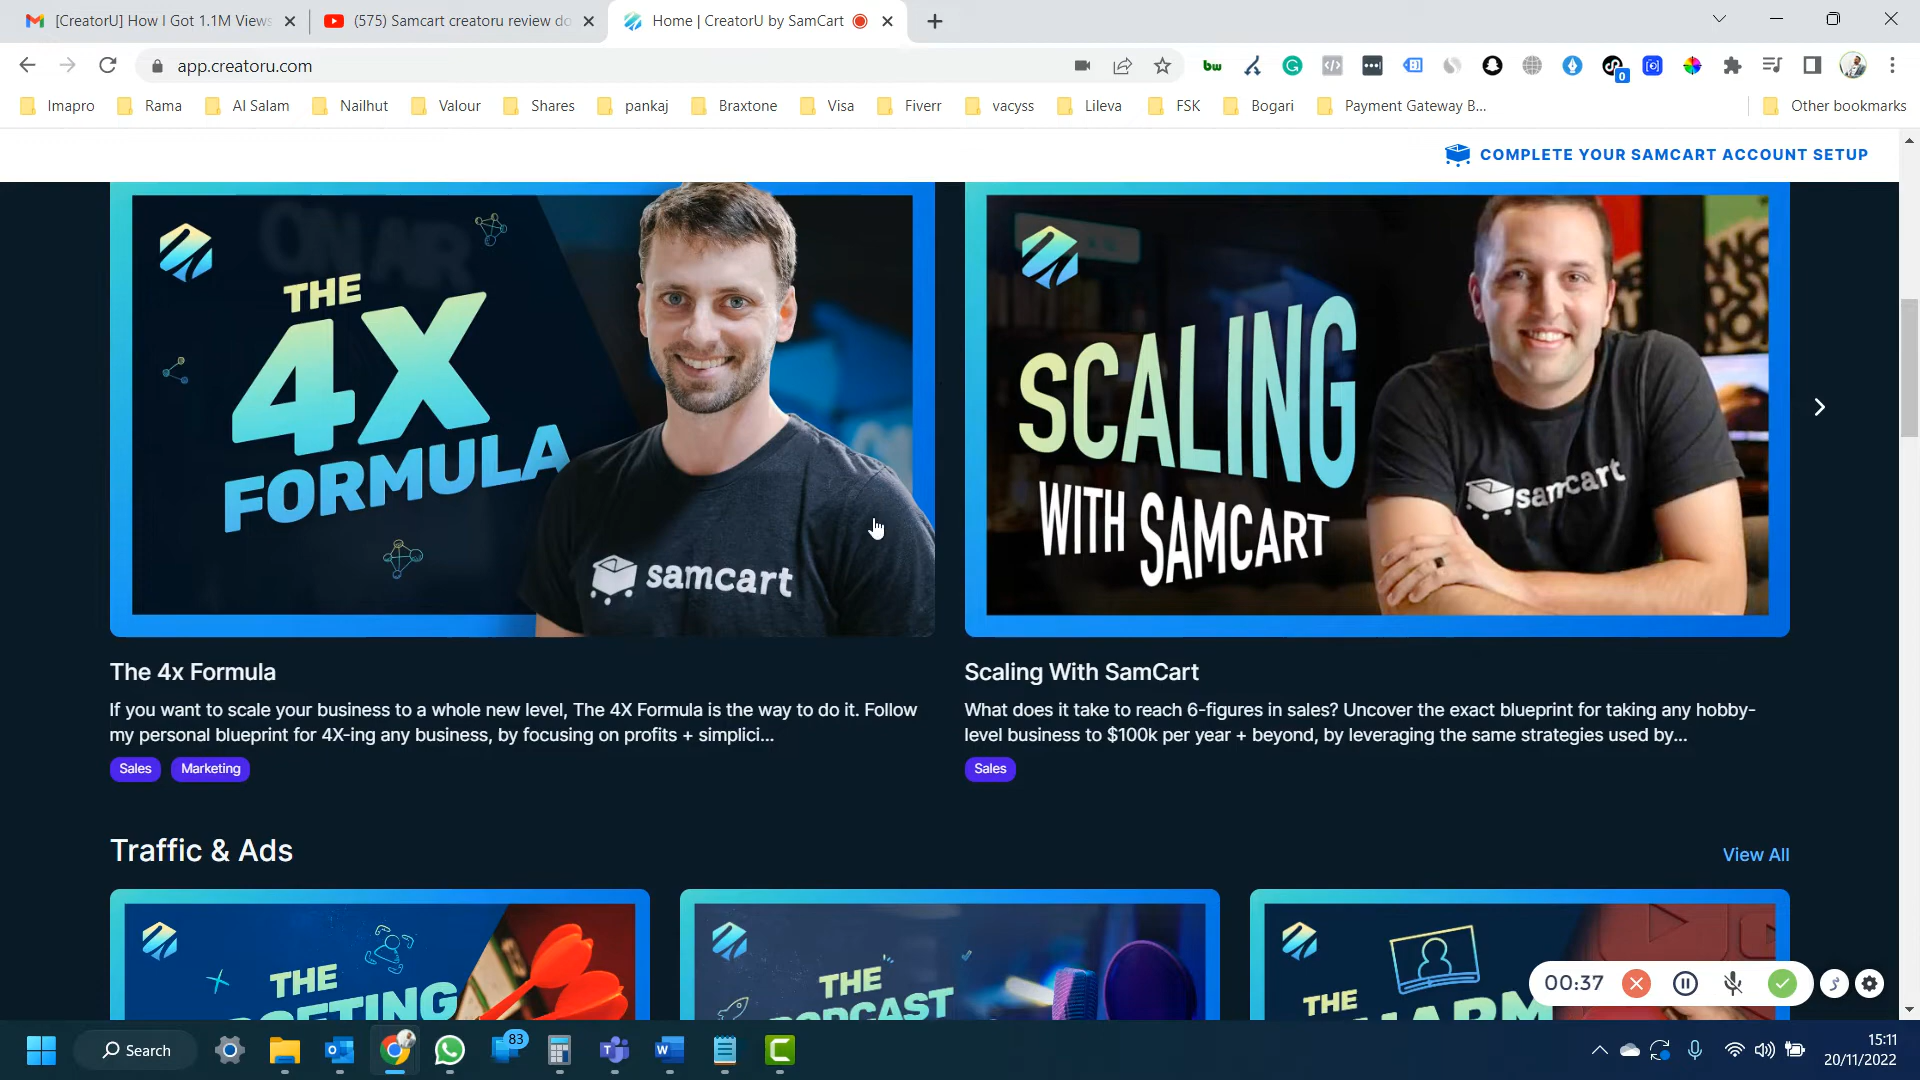 [CreatorU] How I Got 1.1M Views
(575) Samcart creatoru review do
Home | CreatorU by SamCart
app.creatoru.com
bw
0
Imapro
Rama
Al Salam
Nailhut
Valour
Shares
pankaj
Braxtone
Visa
Fiverr
vacyss
Lileva
FSK
Bogari
Payment Gateway B...
Other bookmarks
COMPLETE YOUR SAMCART ACCOUNT SETUP
ON AIR
THE
4X
FORMULA
samcart
SCALING
WITH SAMCART
samcart
The 4x Formula
If you want to scale your business to a whole new level, The 4X Formula is the way to do it. Follow
my personal blueprint for 4X-ing any business, by focusing on profits + simplici...
Sales
Marketing
Scaling With SamCart
What does it take to reach 6-figures in sales? Uncover the exact blueprint for taking any hobby-
level business to $100k per year + beyond, by leveraging the same strategies used by...
Sales
Traffic & Ads
View All
THE
THE
PODCAST
THE
00:37
Search
83
15:11
20/11/2022